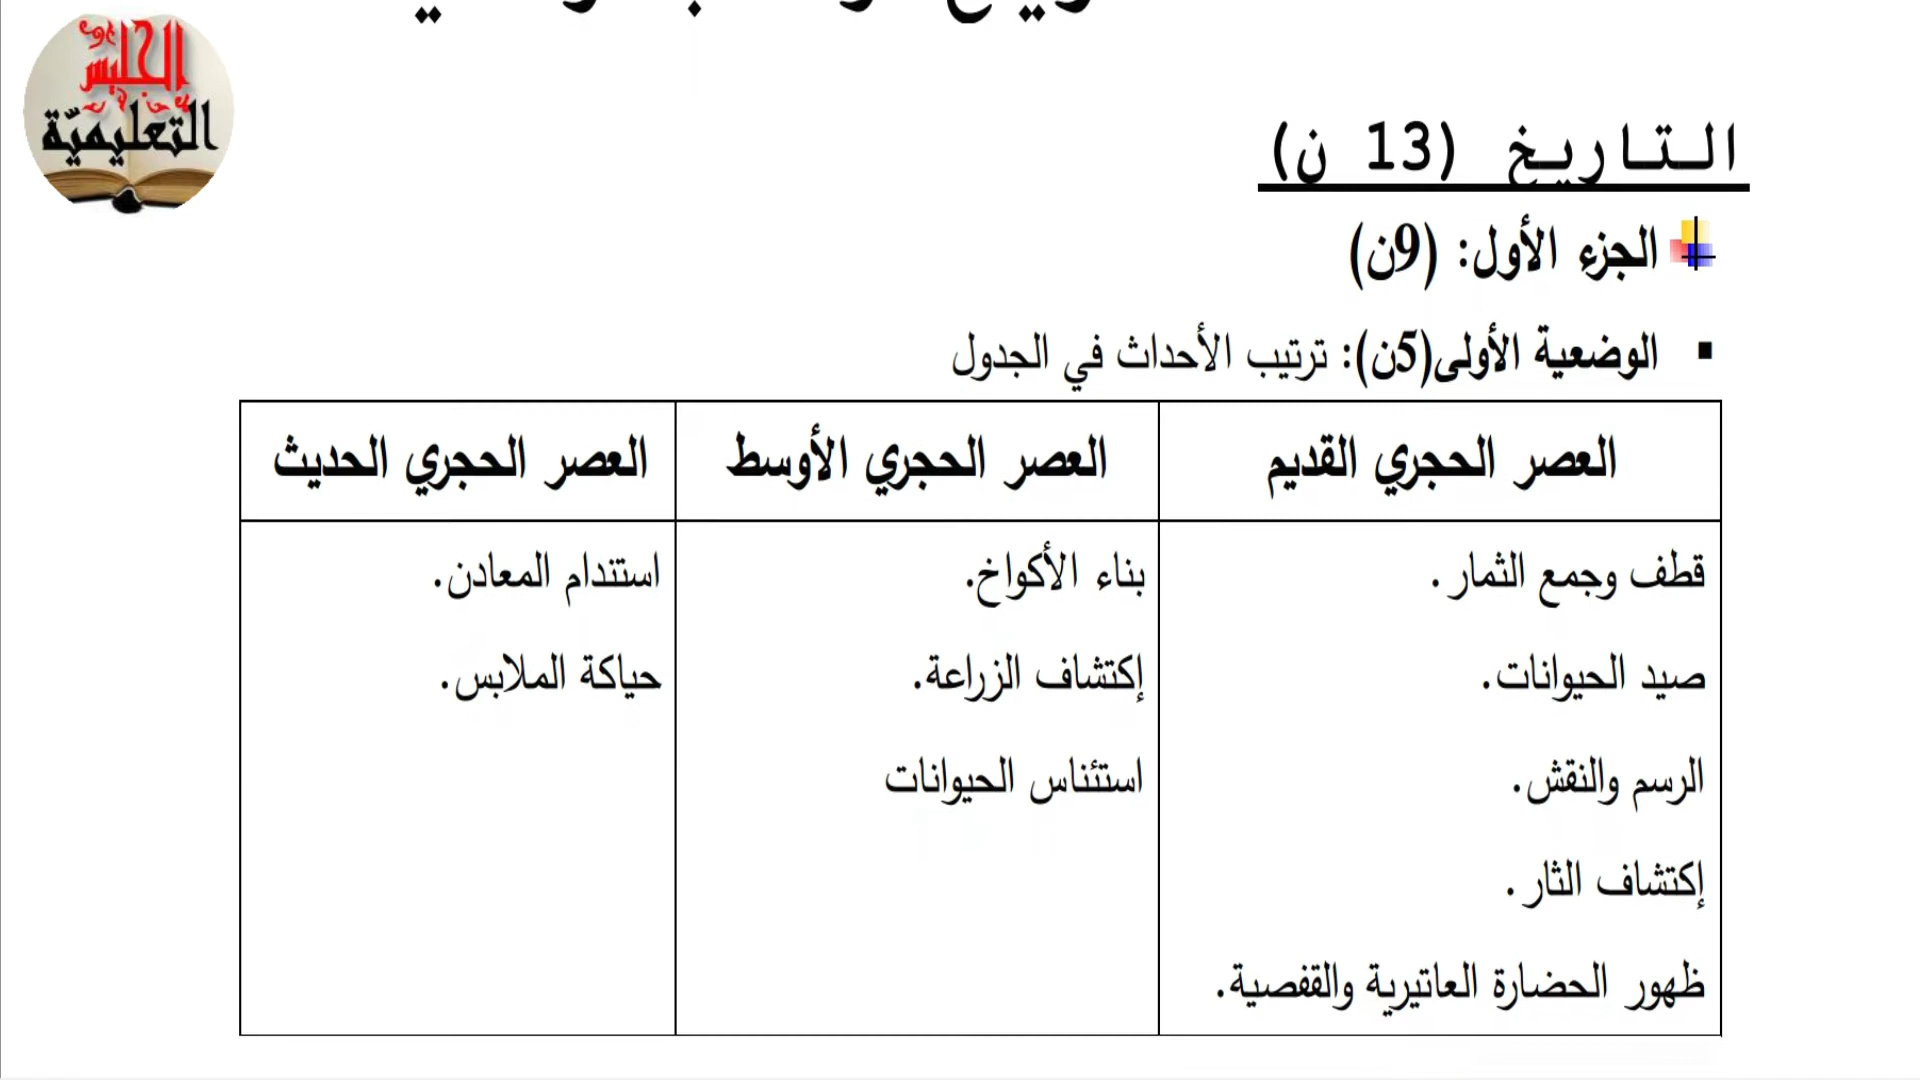 الجليس
التعليميّة
التاريخ (13 ن)
الجزء الأول: (9ن)
الوضعية الأولى(5ن): ترتيب الأحداث في الجدول
العصر الحجري القديم
العصر الحجري الأوسط
العصر الحجري الحديث
قطف وجمع الثمار.
بناء الأكواخ.
استتدام المعادن.
صيد الحيوانات.
إكتشاف الزراعة.
حياكة الملابس.
الرسم والنقش.
استئناس الحيوانات
إكتشاف الثار.
ظهور الحضارة العاتيرية والقفصية.